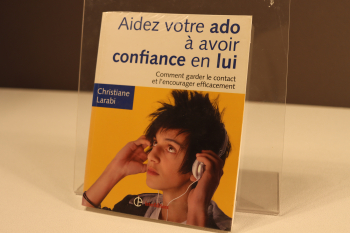 Aidez votre ado
à avoir
confiance en lui
Comment garder le contact
et l'encourager efficacement
Christiane
Larabi